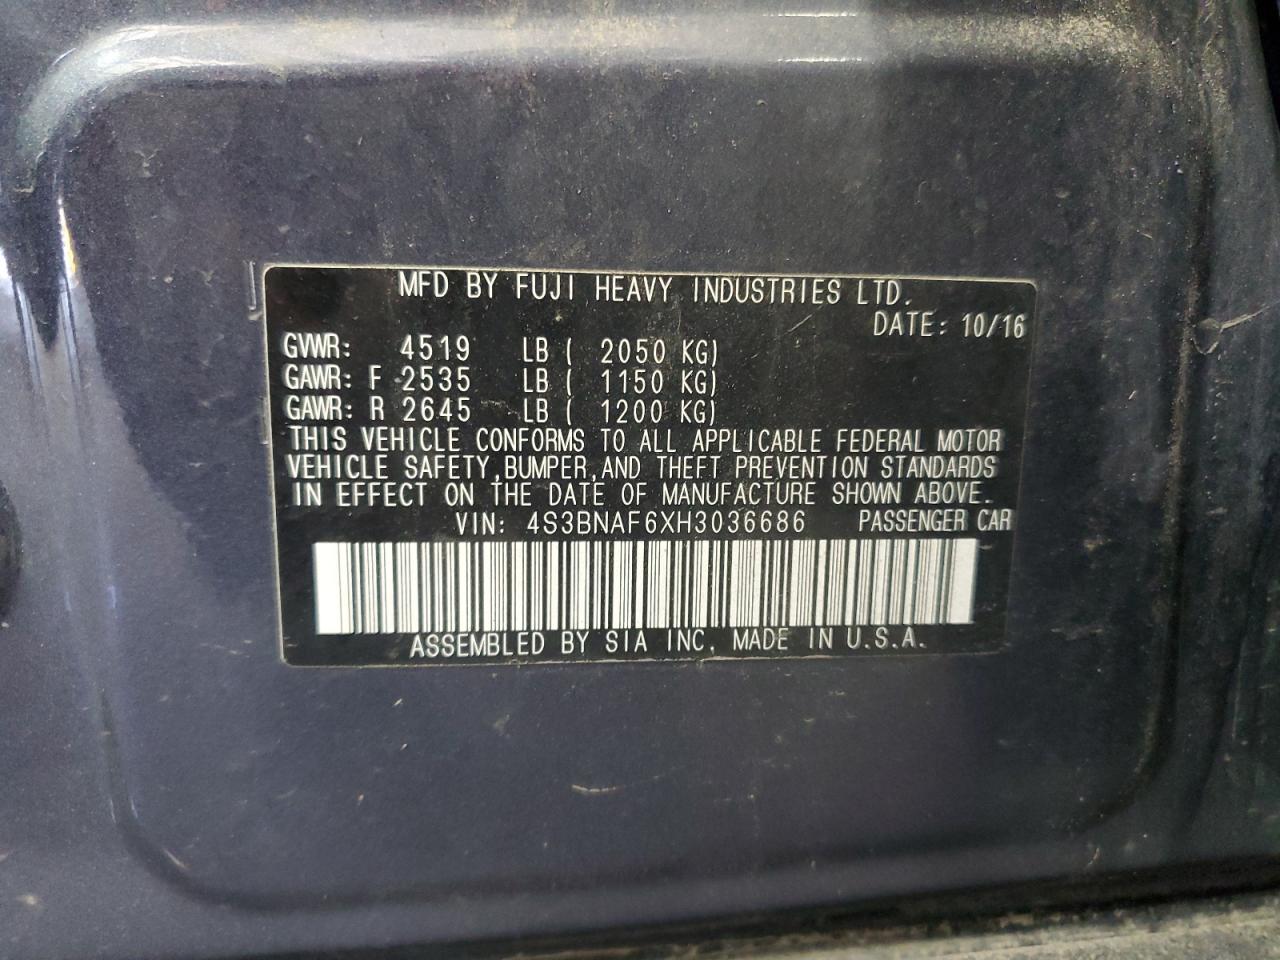 MFD BY FUJI HEAVY INDUSTRIES LTD.
DATE: 10/16
GVWR: 4519 LB ( 2050 KG)
GAWR: F 2535 LB ( 1150 KG)
GAWR: R 2645 LB ( 1200 KG)
THIS VEHICLE CONFORMS TO ALL APPLICABLE FEDERAL MOTOR
VEHICLE SAFETY,BUMPER,AND THEFT PREVENTION STANDARDS
IN EFFECT ON THE DATE OF MANUFACTURE SHOWN ABOVE.
VIN: 4S3BNAF6XH3036686 PASSENGER CAR
ASSEMBLED BY SIA INC. MADE IN U.S.A.